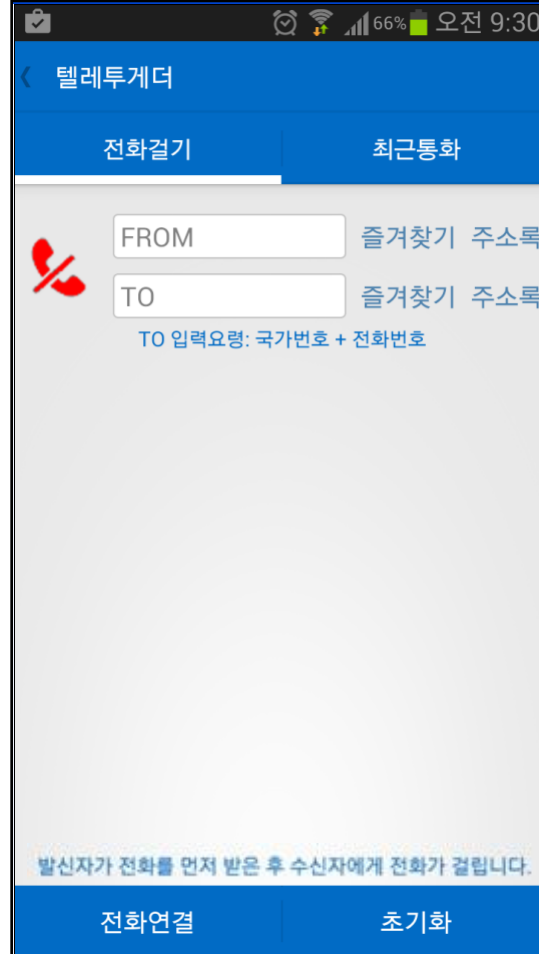 66% 오전 9:30
텔레투게더
전화걸기 최근통화
FROM 즐겨찾기 주소록
TO 즐겨찾기 주소록
TO 입력요령: 국가번호 + 전화번호
발신자가 전화를 먼저 받은 후 수신자에게 전화가 걸립니다.
전화연결 초기화